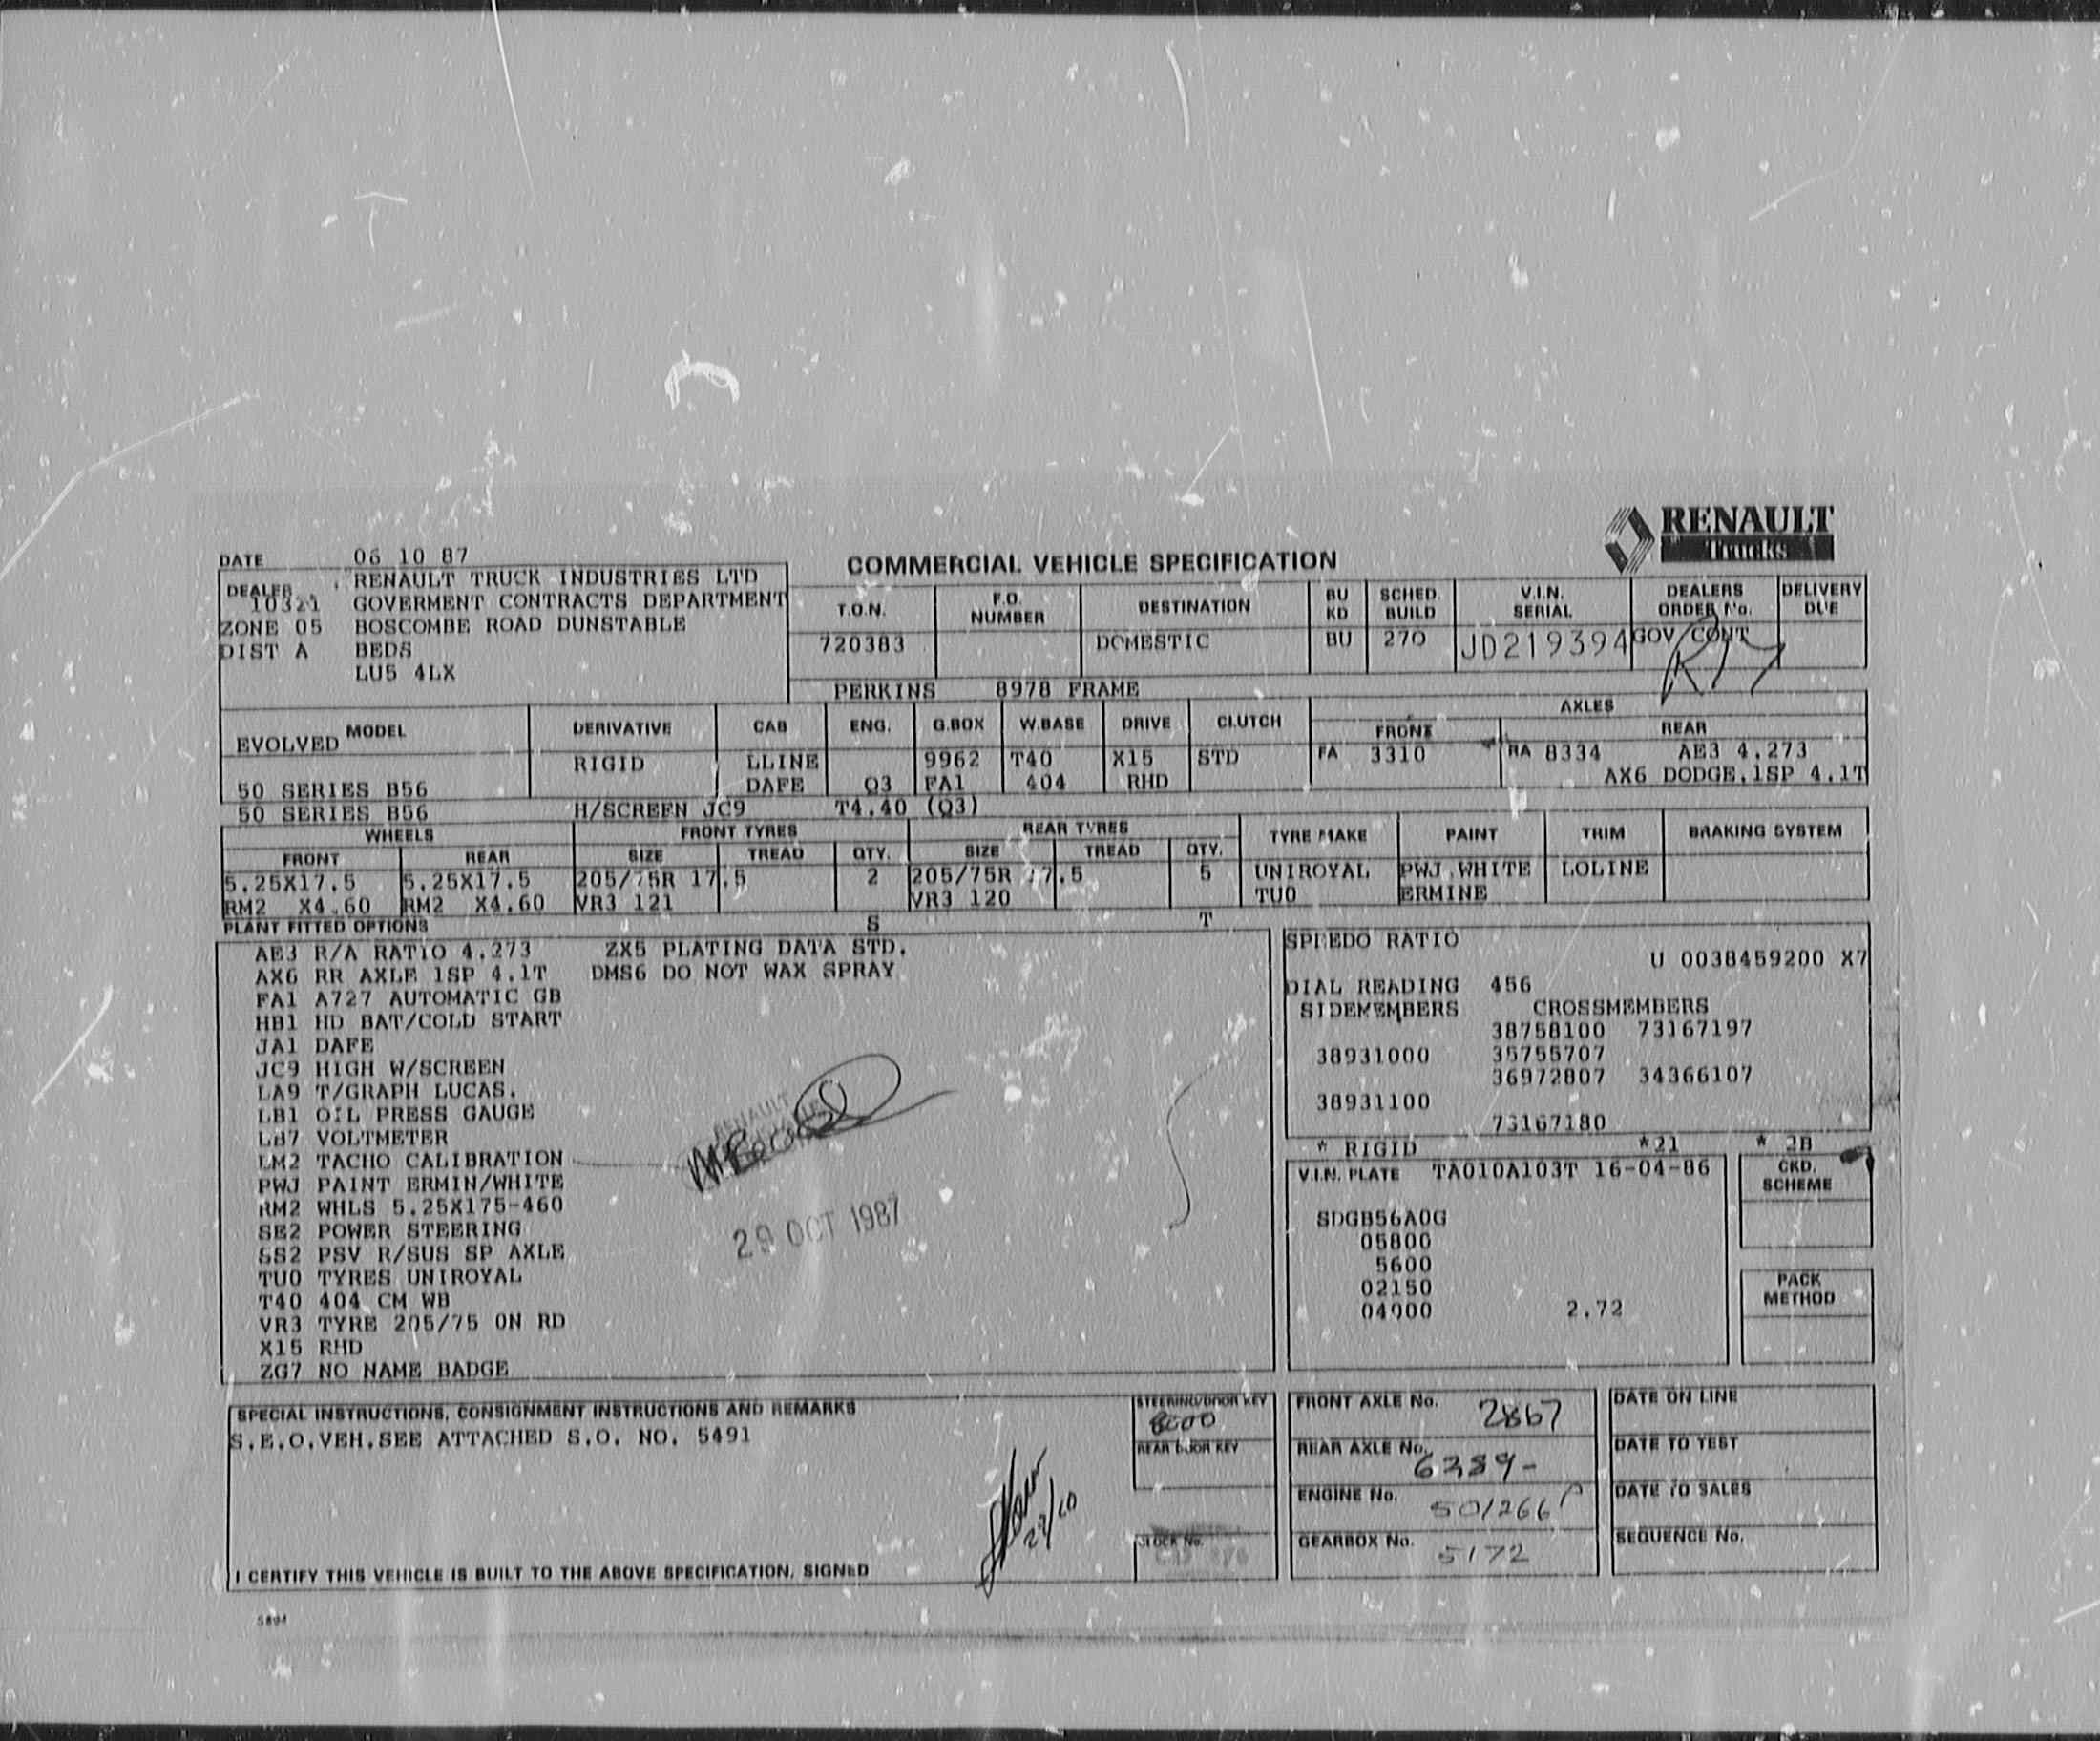 RENAULT
Trucks
DATE 06 10 87
COMMERCIAL VEHICLE SPECIFICATION
DEALER RENAULT TRUCK INDUSTRIES LTD
10321 GOVERMENT CONTRACTS DEPARTMENT
ZONE 05 BOSCOMBE ROAD DUNSTABLE
DIST A BEDS
LU5 4LX
T.O.N. F.O. NUMBER DESTINATION BU KD SCHED. BUILD V.I.N. SERIAL DEALERS ORDER No. DELIVERY DUE
720383 DOMESTIC BU 270 JD219394 GOV CONT
PERKINS 8978 FRAME
MODEL DERIVATIVE CAB ENG. G.BOX W.BASE DRIVE CLUTCH AXLES
FRONT REAR
EVOLVED RIGID LLINE 9962 T40 X15 STD FA 3310 RA 8334 AE3 4.273
50 SERIES B56 DAFE Q3 FA1 404 RHD AX6 DODGE.1SP 4.1T
50 SERIES B56 H/SCREEN JC9 T4.40 (Q3)
WHEELS FRONT TYRES REAR TYRES TYRE MAKE PAINT TRIM BRAKING SYSTEM
FRONT REAR SIZE TREAD QTY. SIZE TREAD QTY.
5.25X17.5 5.25X17.5 205/75R 17.5 2 205/75R 17.5 5 UNIROYAL PWJ WHITE LOLINE
RM2 X4.60 RM2 X4.60 VR3 121 VR3 120 TU0 ERMINE
PLANT FITTED OPTIONS S T
AE3 R/A RATIO 4.273 ZX5 PLATING DATA STD.
AX6 RR AXLE 1SP 4.1T DMS6 DO NOT WAX SPRAY
FA1 A727 AUTOMATIC GB
HB1 HD BAT/COLD START
JA1 DAFE
JC9 HIGH W/SCREEN
LA9 T/GRAPH LUCAS.
LB1 OIL PRESS GAUGE
LB7 VOLTMETER
LM2 TACHO CALIBRATION
PWJ PAINT ERMIN/WHITE
RM2 WHLS 5.25X175-460
SE2 POWER STEERING
SS2 PSV R/SUS SP AXLE
TU0 TYRES UNIROYAL
T40 404 CM WB
VR3 TYRE 205/75 ON RD
X15 RHD
ZG7 NO NAME BADGE
RENAULT
29 OCT 1987
SPEEDO RATIO
U 0038459200 X7
DIAL READING 456
SIDEMEMBERS CROSSMEMBERS
38758100 73167197
38931000 35755707
36972807 34366107
38931100
73167180
* RIGID *21 * 2B
V.I.N. PLATE TA010A103T 16-04-86
CKD. SCHEME
SDGB56A0G
05800
5600
02150
04900 2.72
PACK METHOD
SPECIAL INSTRUCTIONS, CONSIGNMENT INSTRUCTIONS AND REMARKS
S.E.O.VEH.SEE ATTACHED S.O. NO. 5491
27/10
I CERTIFY THIS VEHICLE IS BUILT TO THE ABOVE SPECIFICATION, SIGNED
STEERING/DOOR KEY
8000
REAR DOOR KEY
CLOCK No.
FRONT AXLE No. 2867
REAR AXLE No. 6389-
ENGINE No. 501266P
GEARBOX No. 5172
DATE ON LINE
DATE TO TEST
DATE TO SALES
SEQUENCE No.